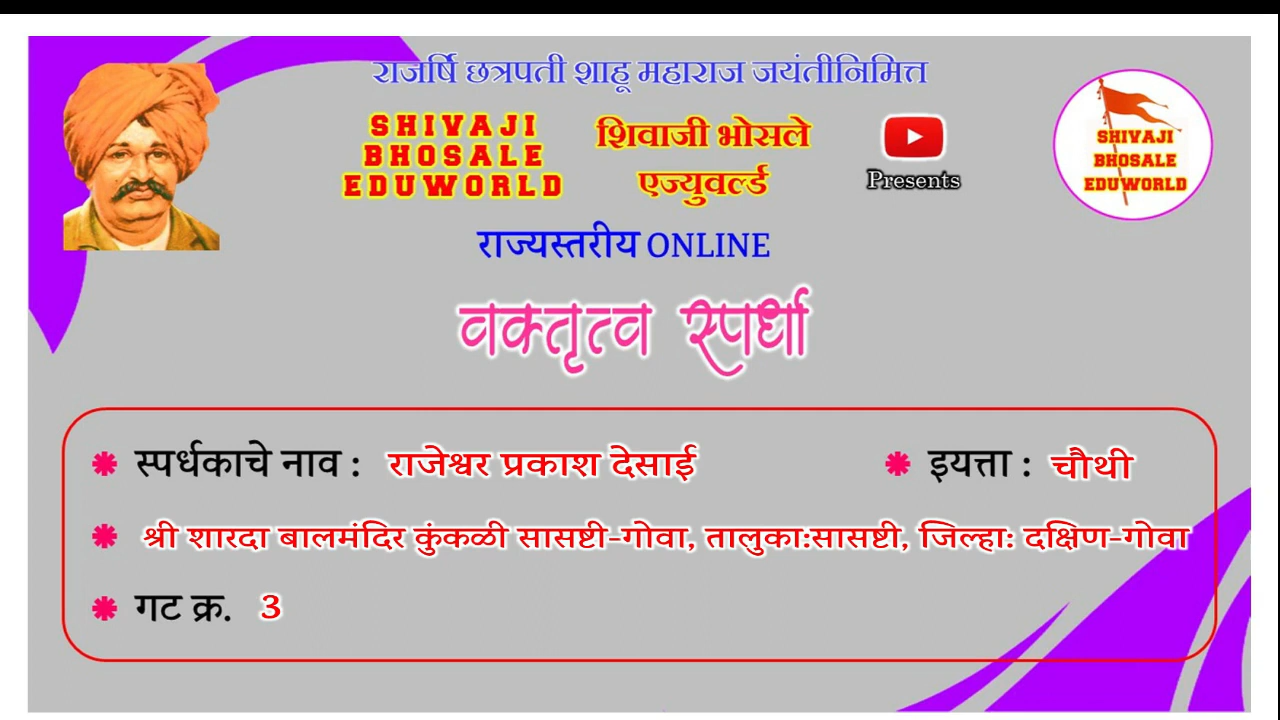 राजर्षि छत्रपती शाहू महाराज जयंतीनिमित्त
SHIVAJI
BHOSALE
EDUWORLD
शिवाजी भोसले
एज्युवर्ल्ड
Presents
SHIVAJI
BHOSALE
EDUWORLD
राज्यस्तरीय ONLINE
वक्तृत्व स्पर्धा
स्पर्धकाचे नाव : राजेश्वर प्रकाश देसाई इयत्ता : चौथी
श्री शारदा बालमंदिर कुंकळी सासष्टी-गोवा, तालुका:सासष्टी, जिल्हा: दक्षिण-गोवा
गट क्र. 3